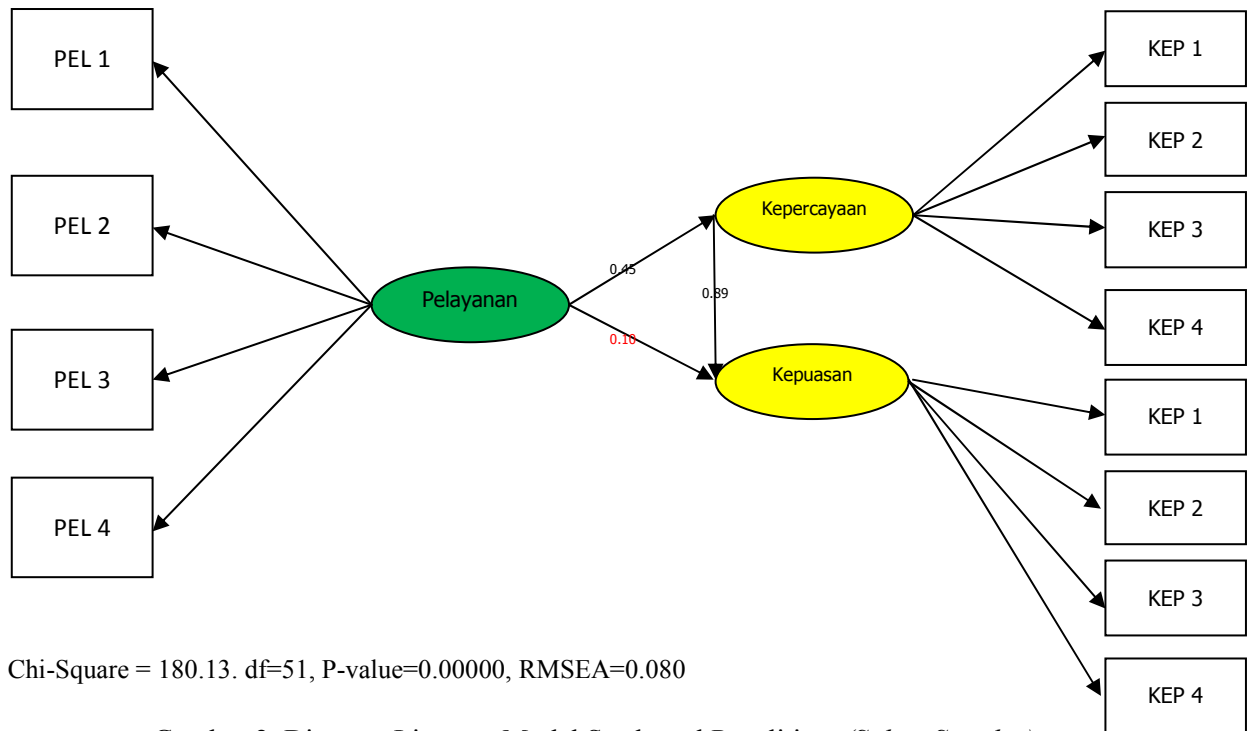 PEL 1
PEL 2
PEL 3
PEL 4
Pelayanan
0.45
0.10
0.89
Kepercayaan
Kepuasan
KEP 1
KEP 2
KEP 3
KEP 4
KEP 1
KEP 2
KEP 3
KEP 4
Chi-Square = 180.13. df=51, P-value=0.00000, RMSEA=0.080